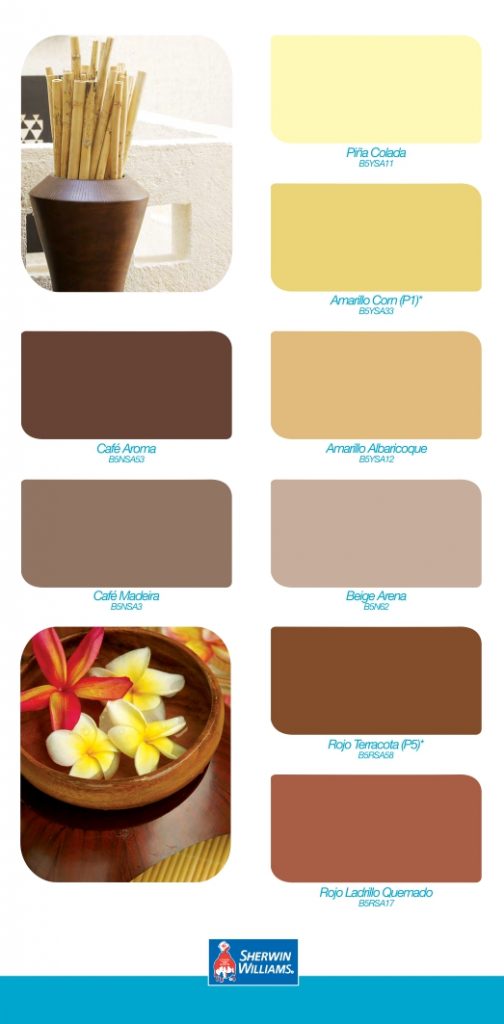 Piña Colada
B5YSA11
Amarillo Corn (P1)*
B5YSA33
Café Aroma
B5NSA53
Amarillo Albaricoque
B5YSA12
Café Madeira
B5NSA3
Beige Arena
B5N62
Rojo Terracota (P5)*
B5RSA58
Rojo Ladrillo Quemado
B5RSA17
SHERWIN
WILLIAMS.